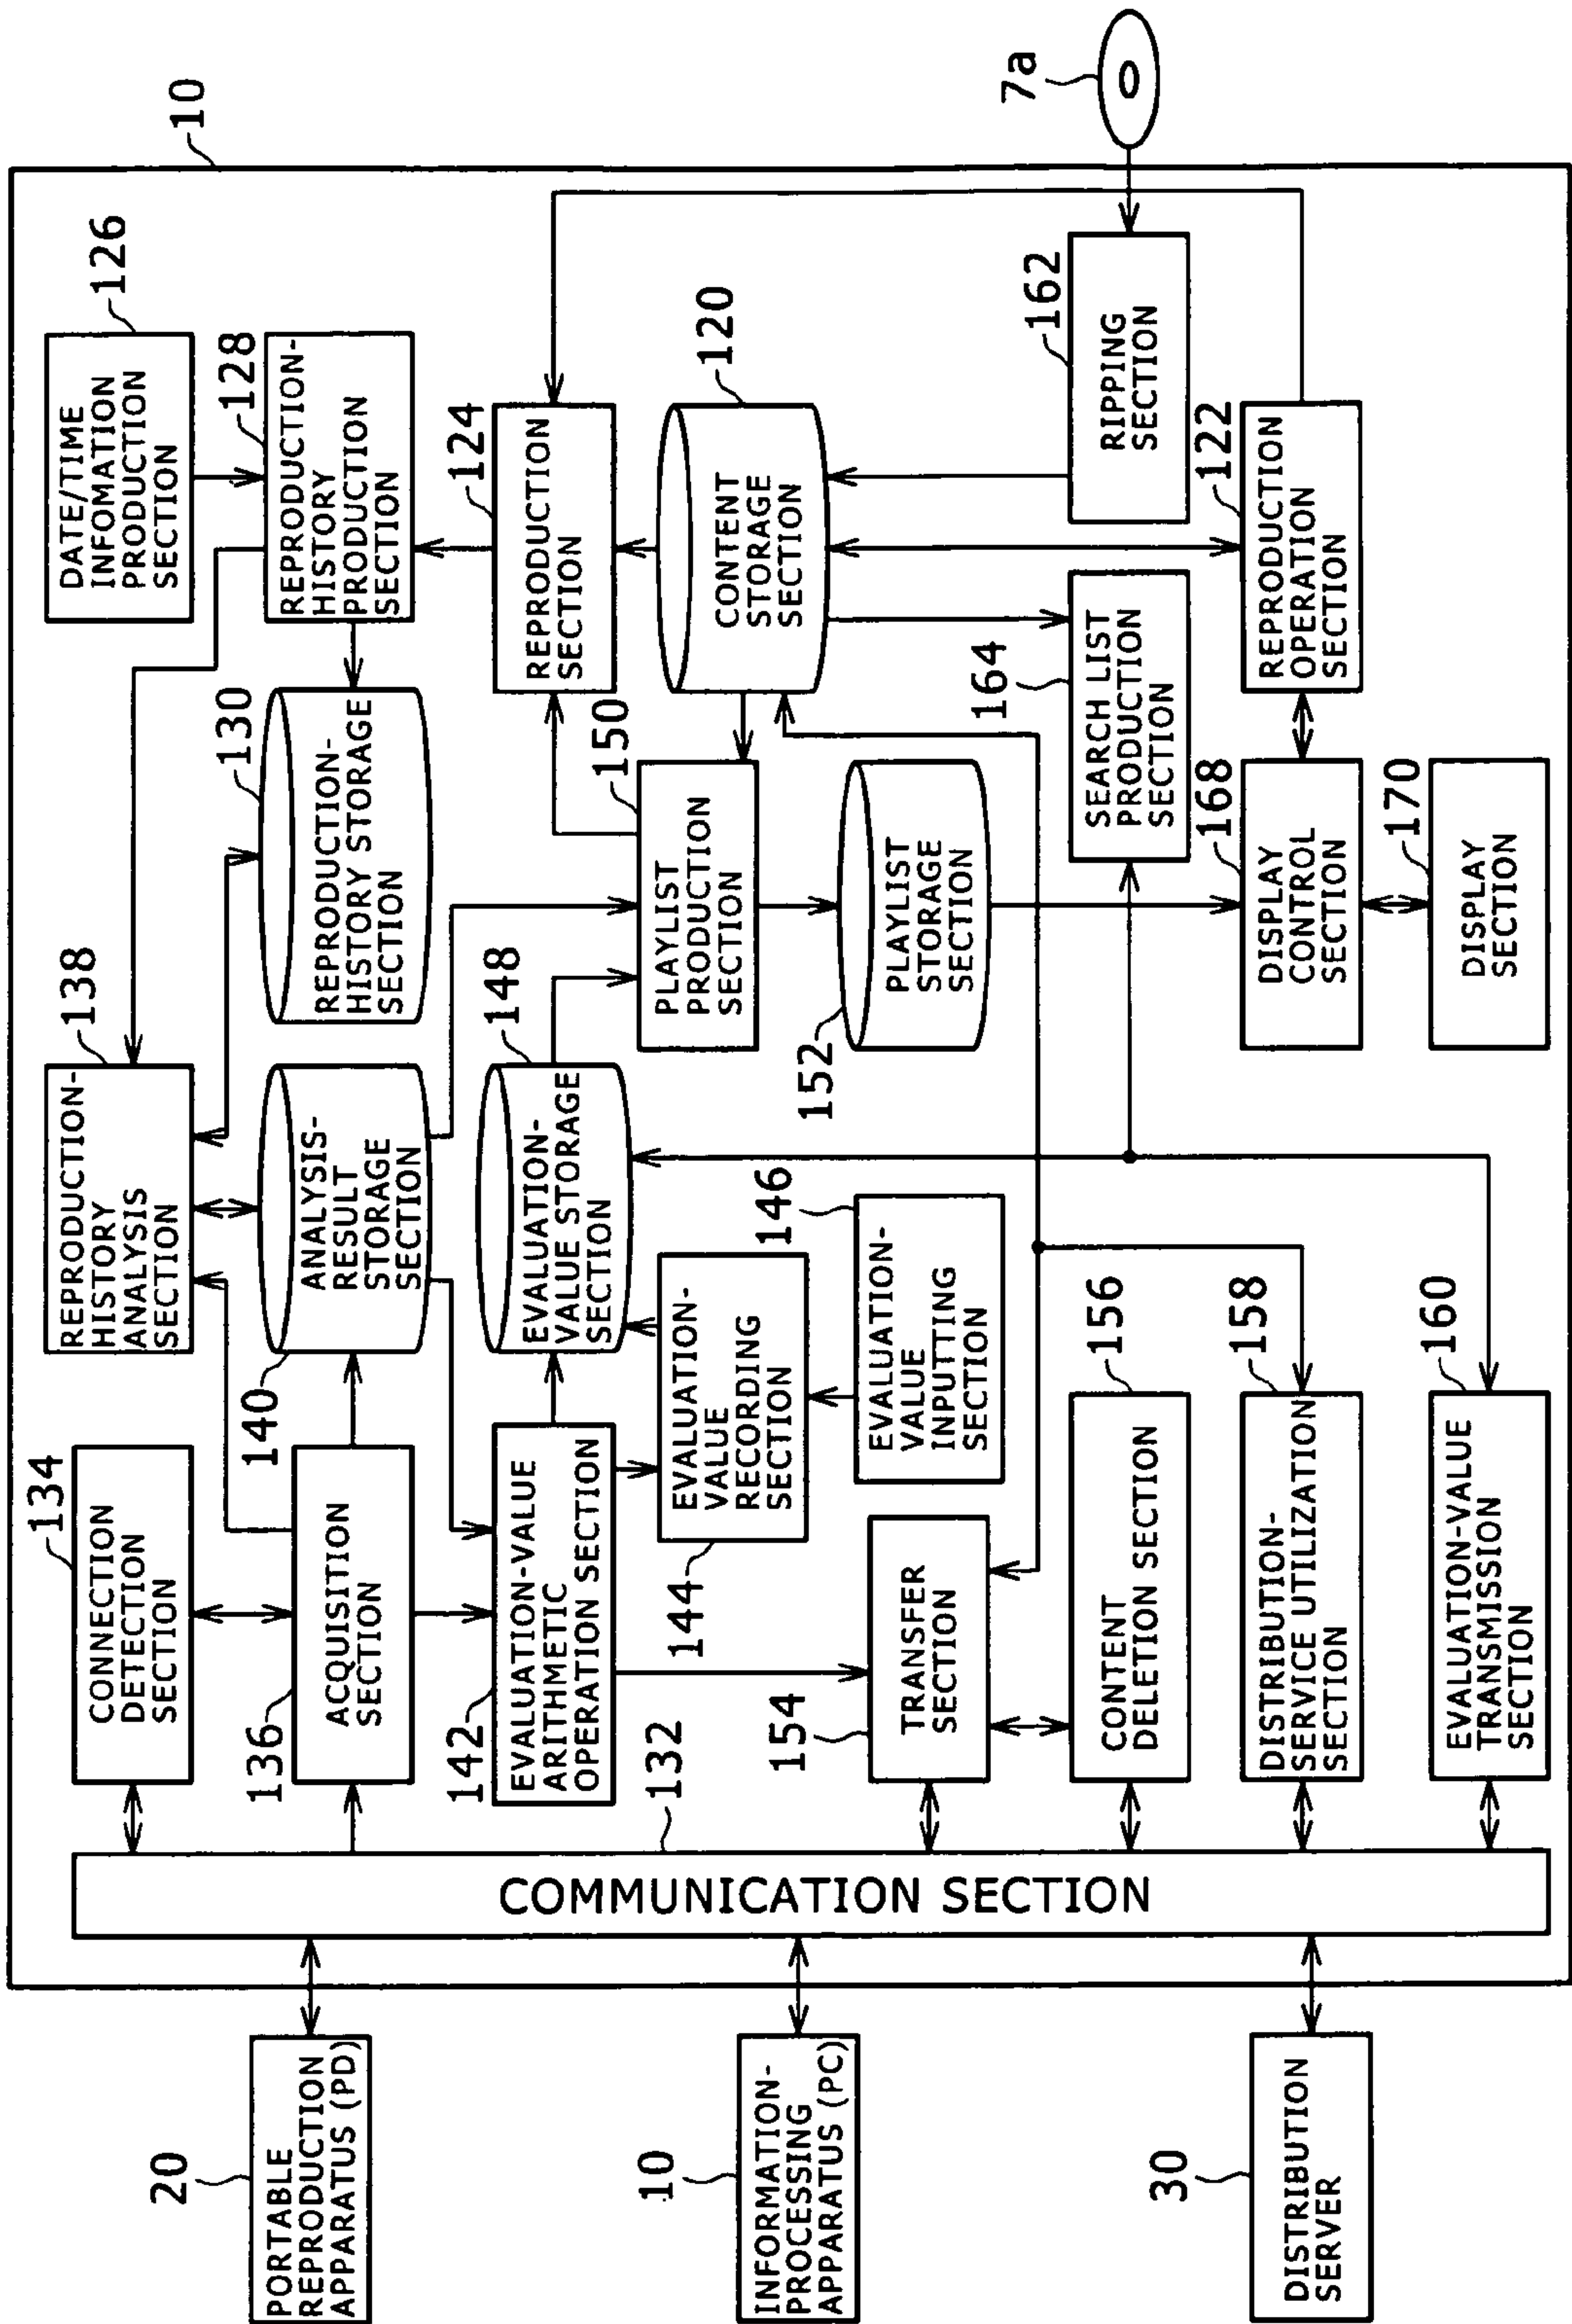 10
20
PORTABLE
REPRODUCTION
APPARATUS (PD)
10
INFORMATION-
PROCESSING
APPARATUS (PC)
30
DISTRIBUTION
SERVER
132
COMMUNICATION SECTION
134
CONNECTION
DETECTION
SECTION
136
ACQUISITION
SECTION
138
REPRODUCTION-
HISTORY
ANALYSIS
SECTION
140
ANALYSIS-
RESULT
STORAGE
SECTION
142
EVALUATION-VALUE
ARITHMETIC
OPERATION SECTION
144
EVALUATION-
VALUE
RECORDING
SECTION
146
EVALUATION-
VALUE
INPUTTING
SECTION
148
EVALUATION-
VALUE STORAGE
SECTION
154
TRANSFER
SECTION
156
CONTENT
DELETION SECTION
158
DISTRIBUTION-
SERVICE UTILIZATION
SECTION
160
EVALUATION-VALUE
TRANSMISSION
SECTION
126
DATE/TIME
INFOMATION
PRODUCTION
SECTION
128
REPRODUCTION-
HISTORY
PRODUCTION
SECTION
130
REPRODUCTION-
HISTORY STORAGE
SECTION
124
REPRODUCTION
SECTION
120
CONTENT
STORAGE
SECTION
150
PLAYLIST
PRODUCTION
SECTION
152
PLAYLIST
STORAGE
SECTION
162
RIPPING
SECTION
164
SEARCH LIST
PRODUCTION
SECTION
122
REPRODUCTION
OPERATION
SECTION
168
DISPLAY
CONTROL
SECTION
170
DISPLAY
SECTION
7a